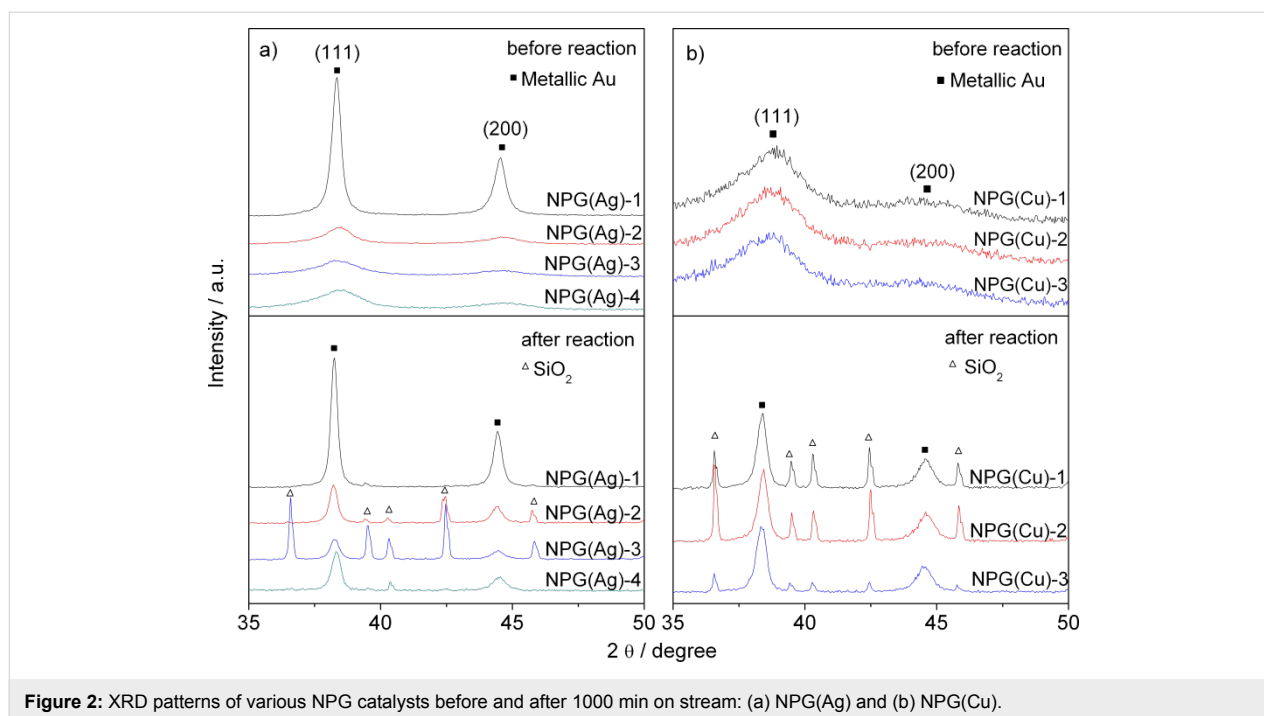 a)
(111)
before reaction
■ Metallic Au
(200)
NPG(Ag)-1
NPG(Ag)-2
NPG(Ag)-3
NPG(Ag)-4
after reaction
△ SiO₂
NPG(Ag)-1
NPG(Ag)-2
NPG(Ag)-3
NPG(Ag)-4
35 40 45 50
b)
before reaction
■ Metallic Au
(111)
(200)
NPG(Cu)-1
NPG(Cu)-2
NPG(Cu)-3
after reaction
△ SiO₂
NPG(Cu)-1
NPG(Cu)-2
NPG(Cu)-3
35 40 45 50
Intensity / a.u.
2 θ / degree
Figure 2: XRD patterns of various NPG catalysts before and after 1000 min on stream: (a) NPG(Ag) and (b) NPG(Cu).